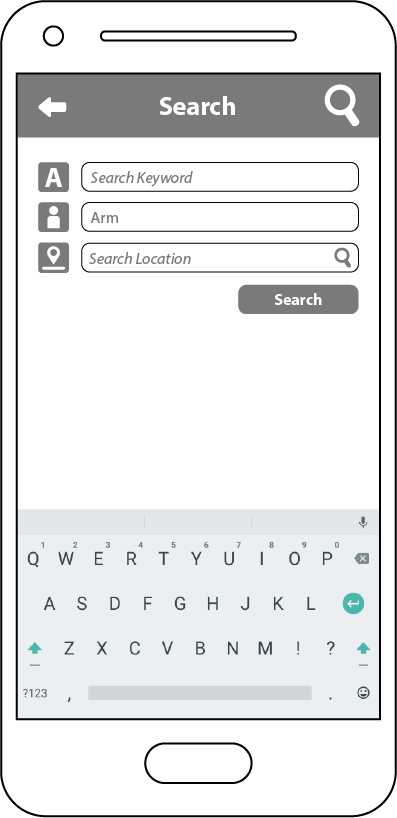 Search
A Search Keyword
Arm
Search Location
Search
1 2 3 4 5 6 7 8 9 0
Q W E R T Y U I O P
A S D F G H J K L
Z X C V B N M ! ?
?123 , .